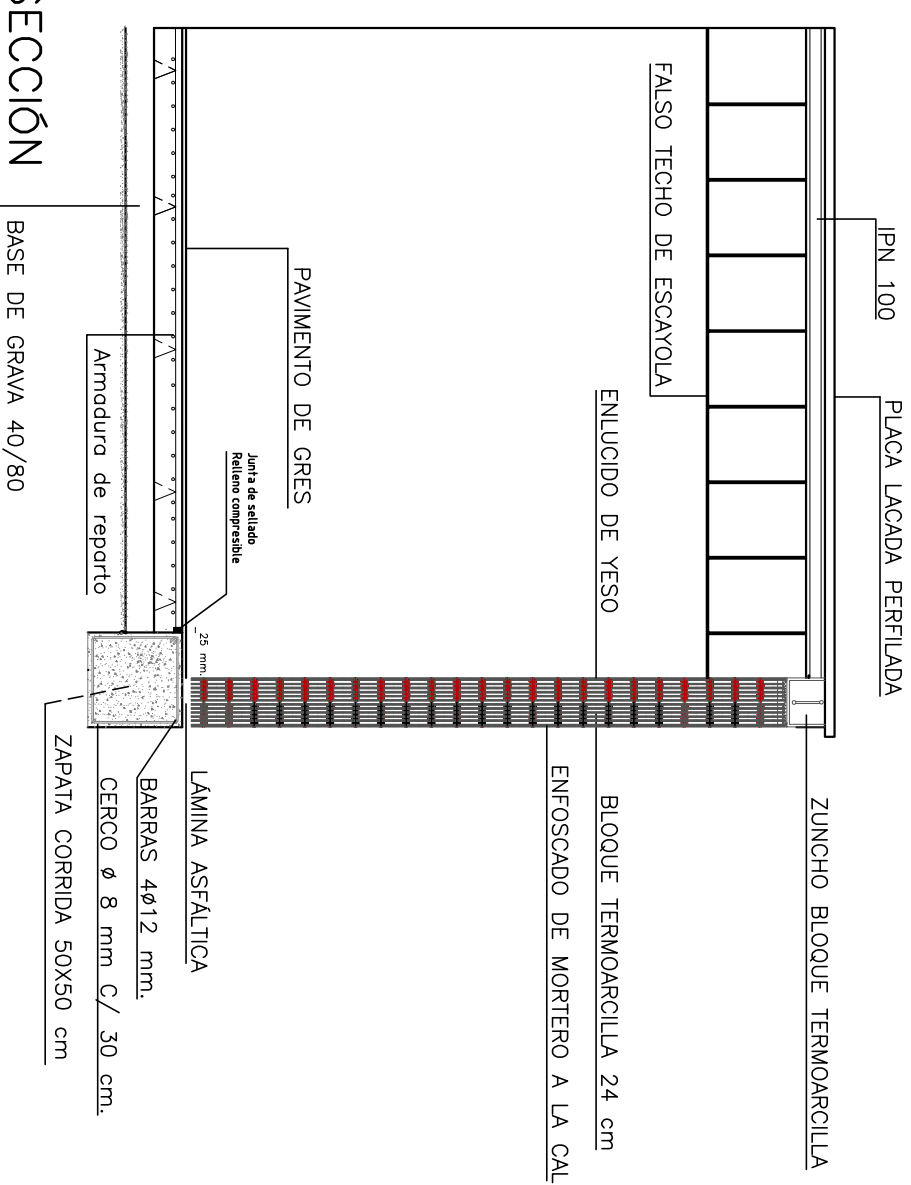 IPN 100
PLACA LACADA PERFILADA
ZUNCHO BLOQUE TERMOARCILLA
FALSO TECHO DE ESCAYOLA
ENLUCIDO DE YESO
BLOQUE TERMOARCILLA 24 cm
ENFOSCADO DE MORTERO A LA CAL
PAVIMENTO DE GRES
Junta de sellado
Relleno compresible
25 mm.
LÁMINA ASFÁLTICA
BARRAS 4Ø12 mm.
CERCO Ø 8 mm C/ 30 cm.
ZAPATA CORRIDA 50X50 cm
Armadura de reparto
BASE DE GRAVA 40/80
SECCIÓN